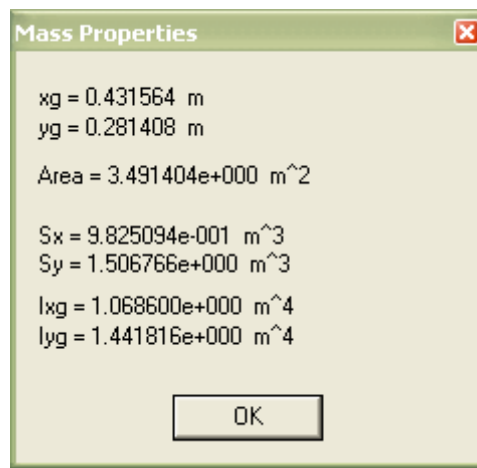 Mass Properties
xg = 0.431564 m
yg = 0.281408 m
Area = 3.491404e+000 m^2
Sx = 9.825094e-001 m^3
Sy = 1.506766e+000 m^3
Ixg = 1.068600e+000 m^4
Iyg = 1.441816e+000 m^4
OK